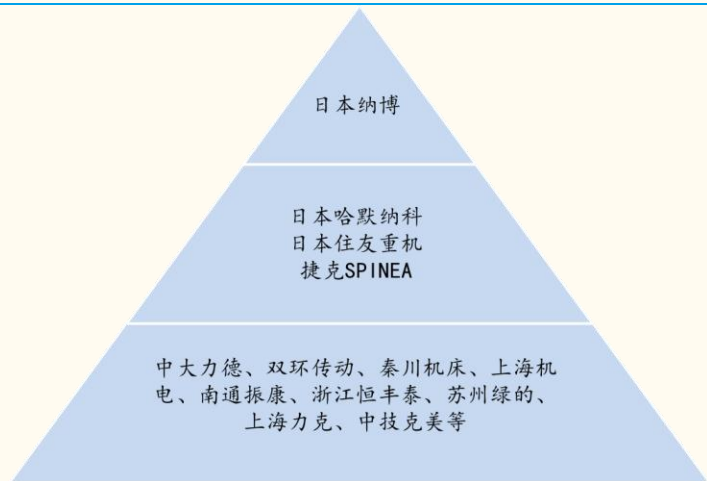 日本纳博
日本哈默纳科
日本住友重机
捷克SPINEA
中大力德、双环传动、秦川机床、上海机
电、南通振康、浙江恒丰泰、苏州绿的、
上海力克、中技克美等